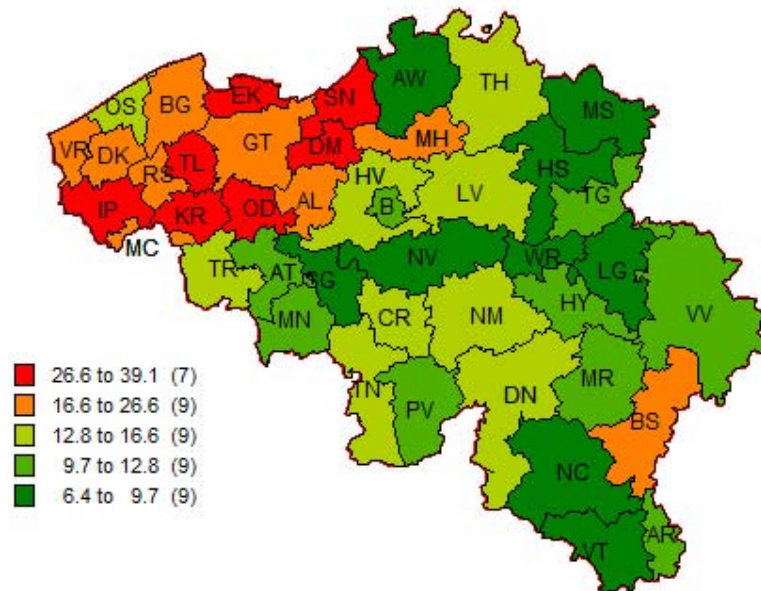 AW
TH
OS
BG
EK
SN
MS
VR
DK
RS
TL
GT
DM
MH
HS
TG
IP
KR
OD
AL
HV
B
LV
MC
TR
AT
SG
NV
WR
LG
MN
CR
NM
HY
VV
TN
PV
DN
MR
BS
NC
VT
AR
26.6 to 39.1 (7)
16.6 to 26.6 (9)
12.8 to 16.6 (9)
9.7 to 12.8 (9)
6.4 to 9.7 (9)